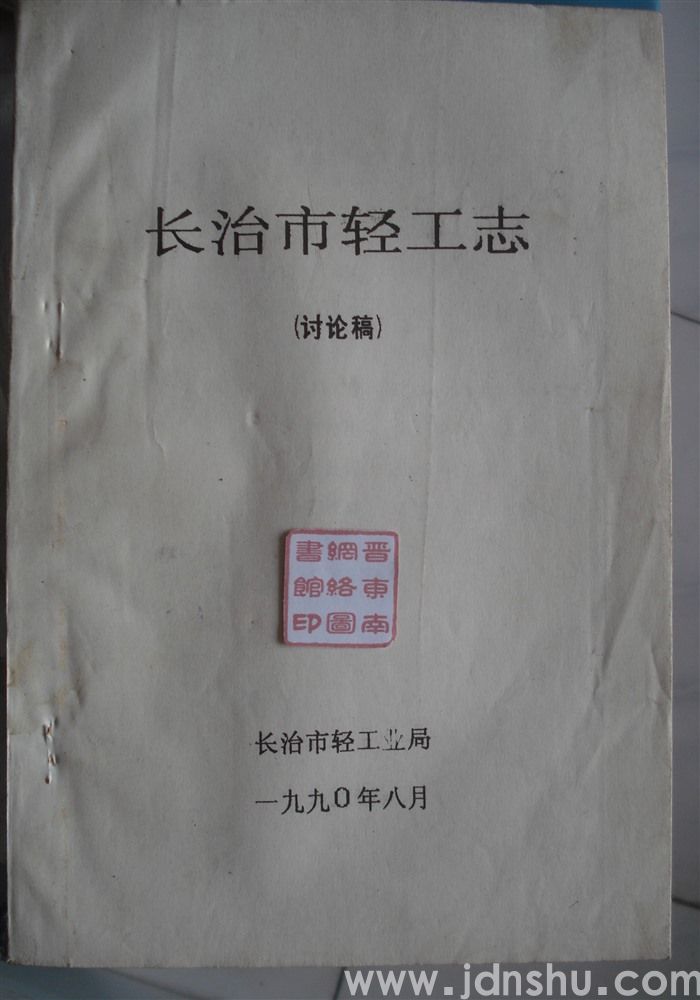 长治市轻工志
(讨论稿)
晋東南
網络圖
書館印
长治市轻工业局
一九九0年八月
www.jdnshu.com